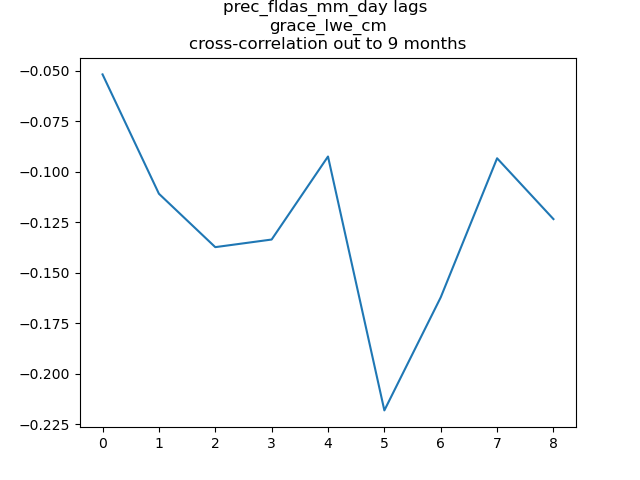 prec_fldas_mm_day lags
grace_lwe_cm
cross-correlation out to 9 months
−0.050
−0.075
−0.100
−0.125
−0.150
−0.175
−0.200
−0.225
0 1 2 3 4 5 6 7 8